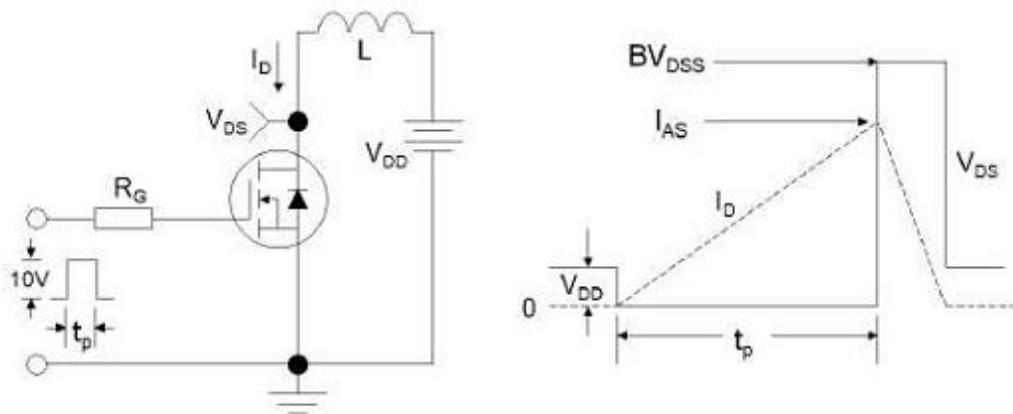 L
I_D
V_DS
V_DD
R_G
10V
t_p
BV_DSS
I_AS
V_DS
I_D
V_DD
0
t_p